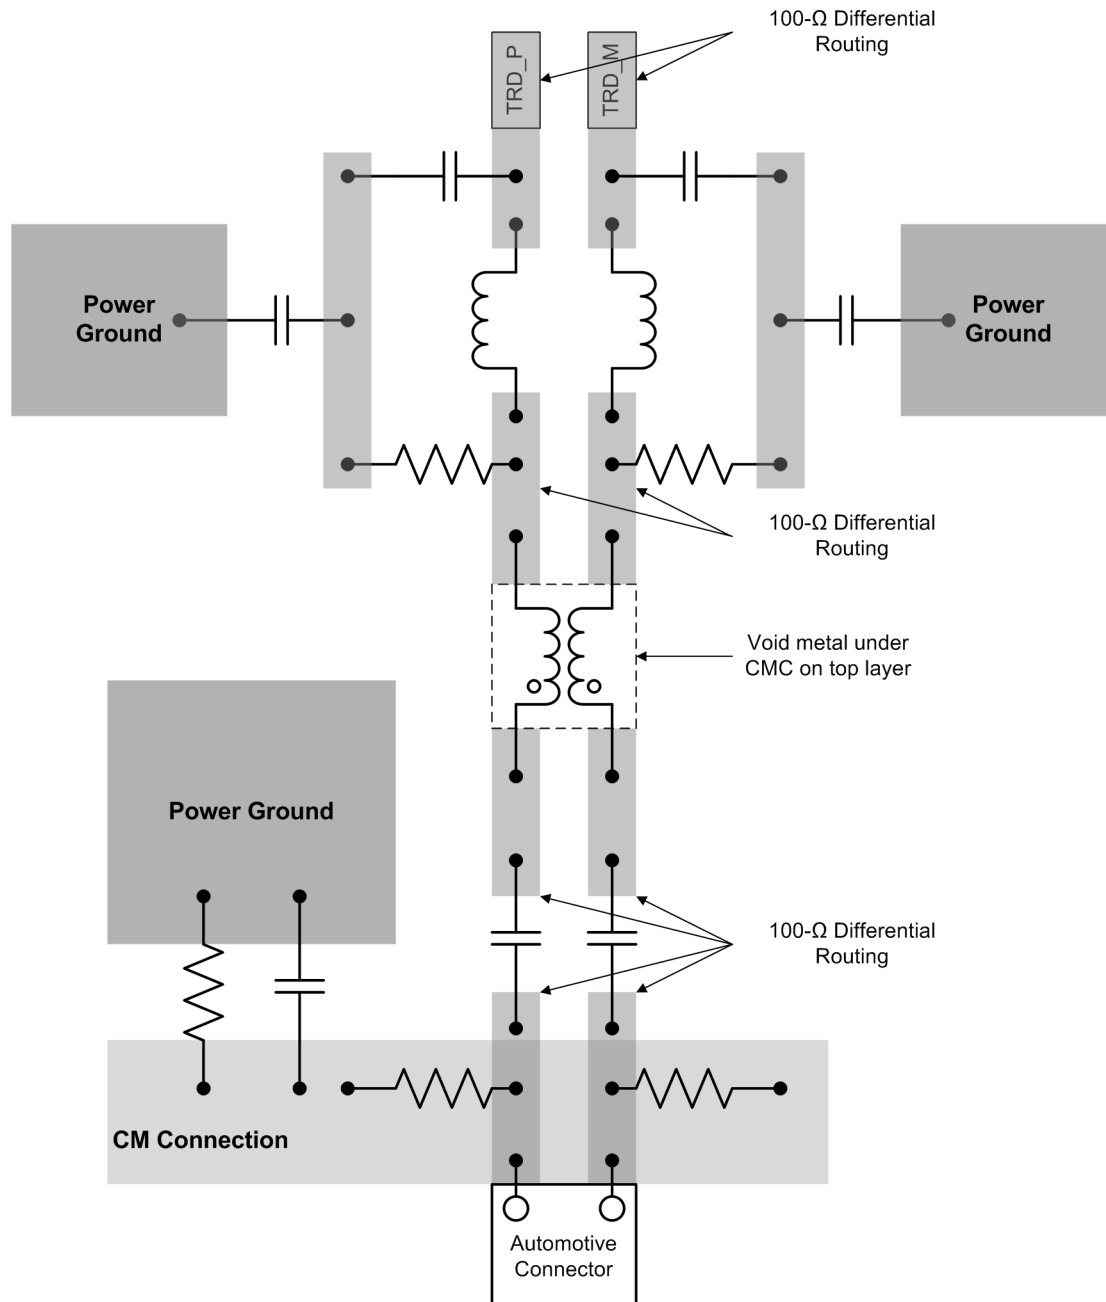 100-Ω Differential
Routing
TRD_P
TRD_M
Power
Ground
Power
Ground
100-Ω Differential
Routing
Void metal under
CMC on top layer
Power Ground
100-Ω Differential
Routing
CM Connection
Automotive
Connector